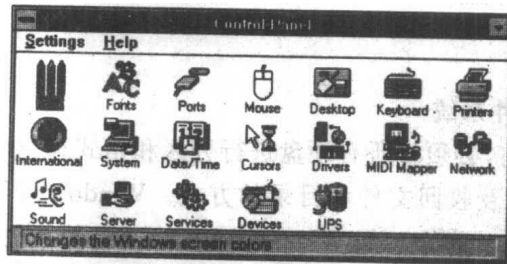 Control Panel
Settings Help
Fonts Ports Mouse Desktop Keyboard Printers
International System Date/Time Cursors Drivers MIDI Mapper Network
Sound Server Services Devices UPS
Changes the Windows screen colors